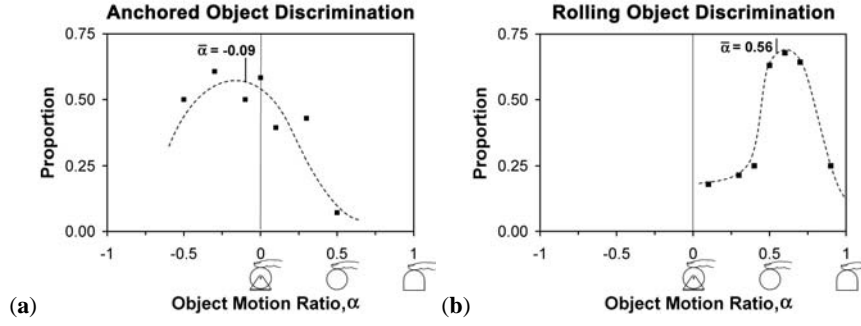 Anchored Object Discrimination
0.75
0.50
0.25
0.00
Proportion
ᾱ = -0.09
-1
-0.5
0
0.5
1
(a)
Object Motion Ratio, α
Rolling Object Discrimination
0.75
0.50
0.25
0.00
Proportion
ᾱ = 0.56
-1
-0.5
0
0.5
1
(b)
Object Motion Ratio, α